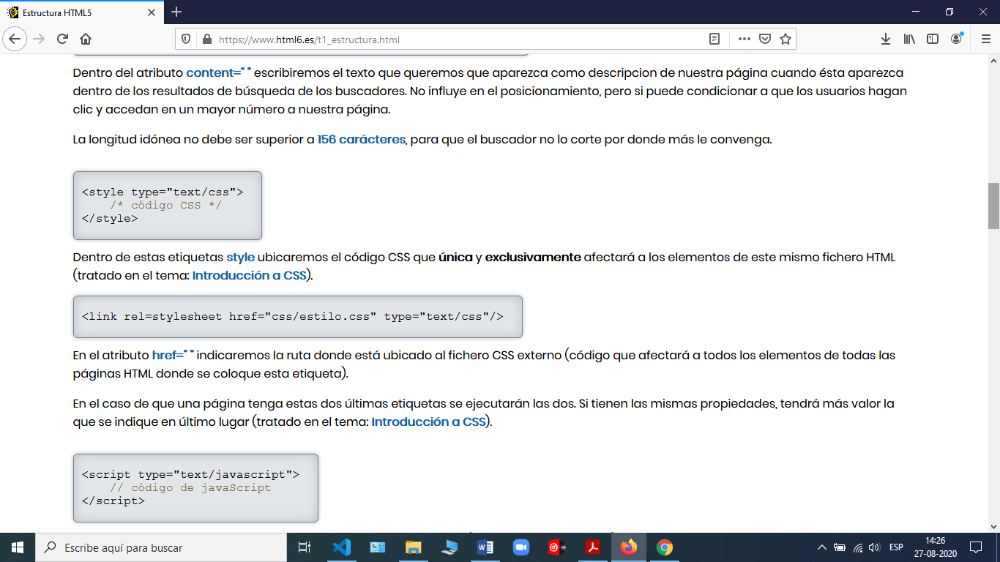 Estructura HTML5
https://www.html6.es/t1_estructura.html
Dentro del atributo content=" " escribiremos el texto que queremos que aparezca como descripcion de nuestra página cuando ésta aparezca
dentro de los resultados de búsqueda de los buscadores. No influye en el posicionamiento, pero si puede condicionar a que los usuarios hagan
clic y accedan en un mayor número a nuestra página.
La longitud idónea no debe ser superior a 156 carácteres, para que el buscador no lo corte por donde más le convenga.
<style type="text/css">
/* código CSS */
</style>
Dentro de estas etiquetas style ubicaremos el código CSS que única y exclusivamente afectará a los elementos de este mismo fichero HTML
(tratado en el tema: Introducción a CSS).
<link rel=stylesheet href="css/estilo.css" type="text/css"/>
En el atributo href=" " indicaremos la ruta donde está ubicado al fichero CSS externo (código que afectará a todos los elementos de todas las
páginas HTML donde se coloque esta etiqueta).
En el caso de que una página tenga estas dos últimas etiquetas se ejecutarán las dos. Si tienen las mismas propiedades, tendrá más valor la
que se indique en último lugar (tratado en el tema: Introducción a CSS).
<script type="text/javascript">
// código de javaScript
</script>
Escribe aquí para buscar
ESP
14:26
27-08-2020